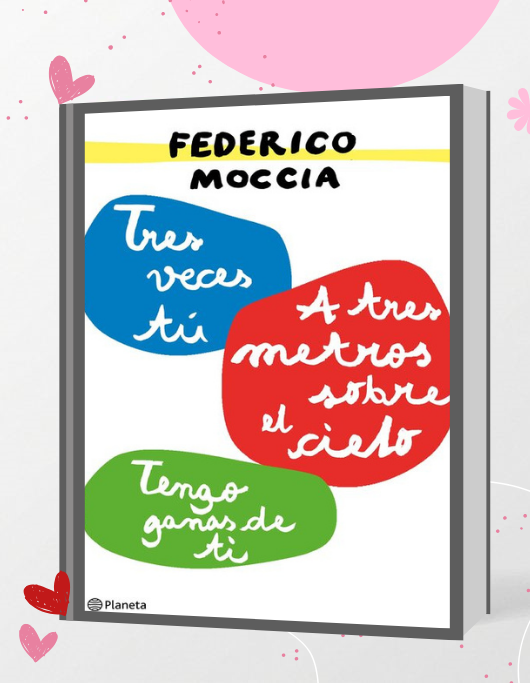 FEDERICO
MOCCIA
Tres
veces
tú
A tres
metros
sobre
el cielo
Tengo
ganas de
ti
Planeta